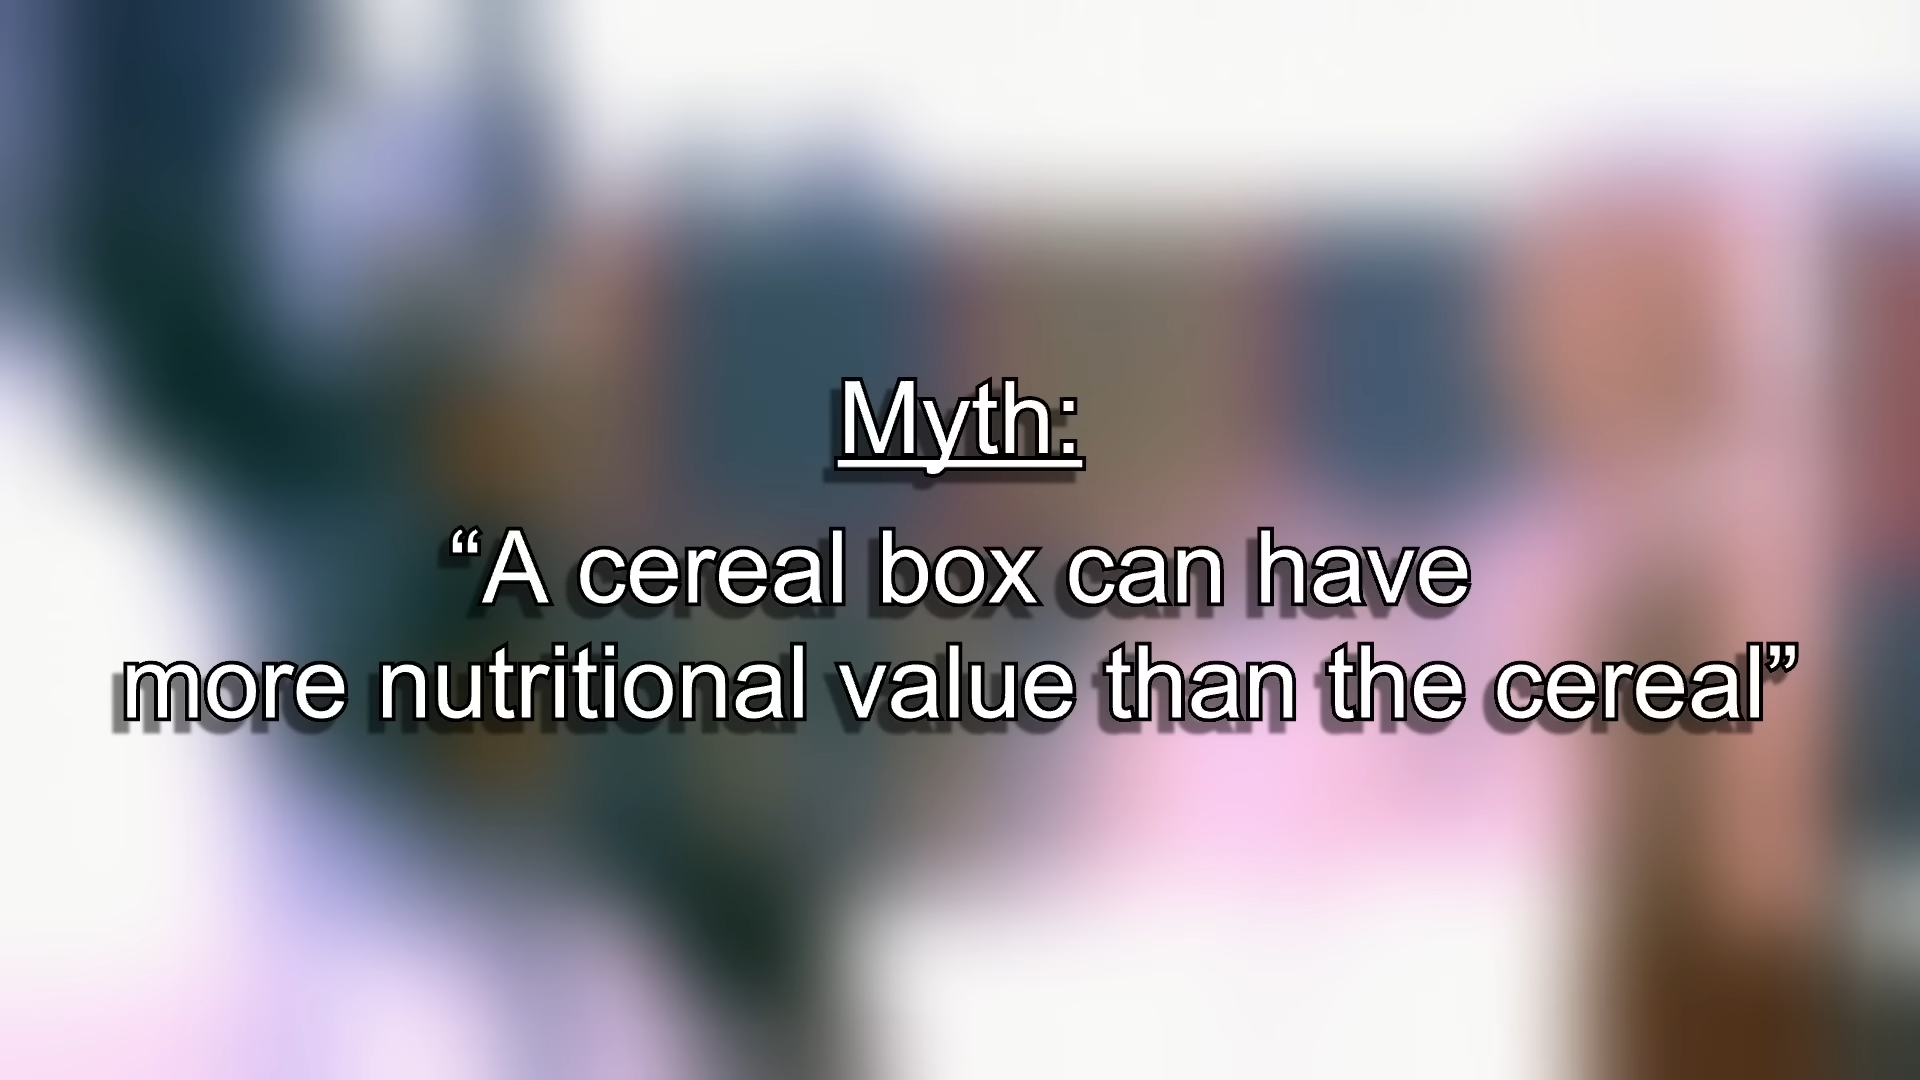 Myth:
“A cereal box can have
more nutritional value than the cereal”